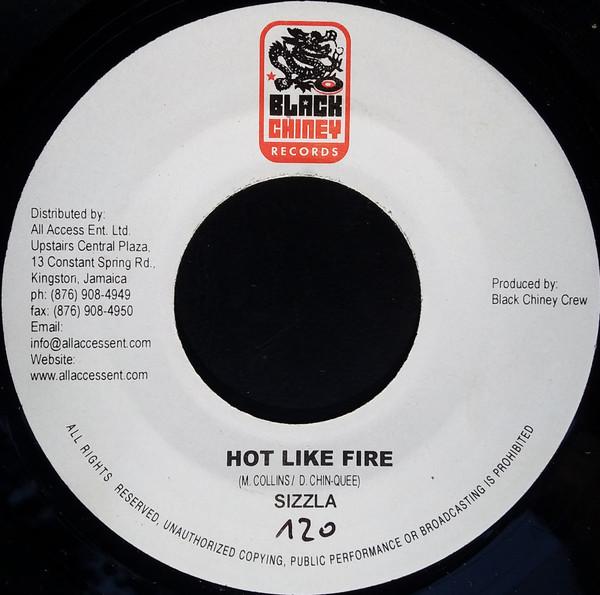 BLACK
CHINEY
RECORDS
Distributed by:
All Access Ent. Ltd.
Upstairs Central Plaza,
13 Constant Spring Rd.,
Kingston, Jamaica
ph: (876) 908-4949
fax: (876) 908-4950
Email:
info@allaccessent.com
Website:
www.allaccessent.com
Produced by:
Black Chiney Crew
HOT LIKE FIRE
(M. COLLINS / D. CHIN-QUEE)
SIZZLA
120
ALL RIGHTS RESERVED, UNAUTHORIZED COPYING, PUBLIC PERFORMANCE OR BROADCASTING IS PROHIBITED